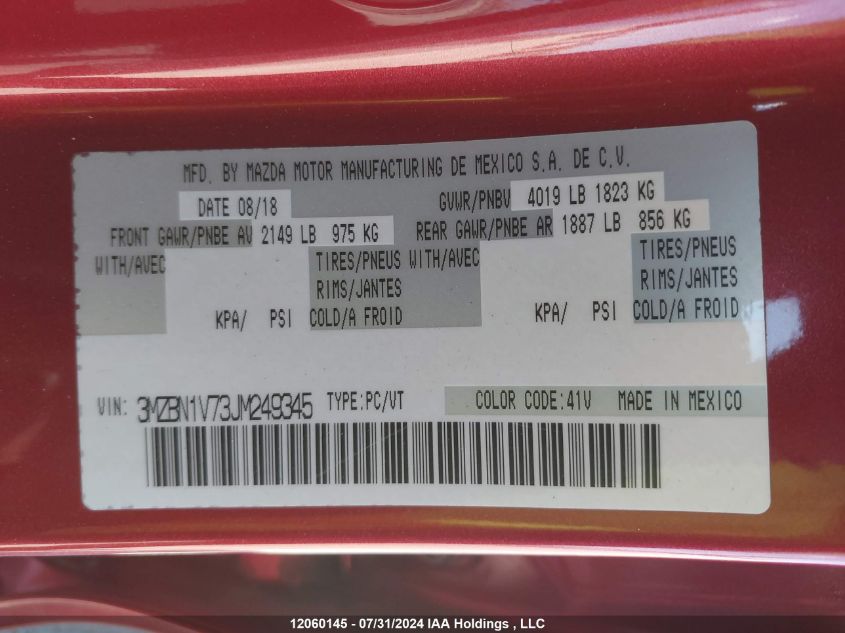 MFD. BY MAZDA MOTOR MANUFACTURING DE MEXICO S.A. DE C.V.
DATE 08/18 GVWR/PNBV 4019 LB 1823 KG
FRONT GAWR/PNBE AV 2149 LB 975 KG REAR GAWR/PNBE AR 1887 LB 856 KG
WITH/AVEC TIRES/PNEUS WITH/AVEC TIRES/PNEUS
RIMS/JANTES RIMS/JANTES
KPA/ PSI COLD/A FROID KPA/ PSI COLD/A FROID
VIN: 3MZBN1V73JM249345 TYPE:PC/VT COLOR CODE:41V MADE IN MEXICO
12060145 - 07/31/2024 IAA Holdings , LLC